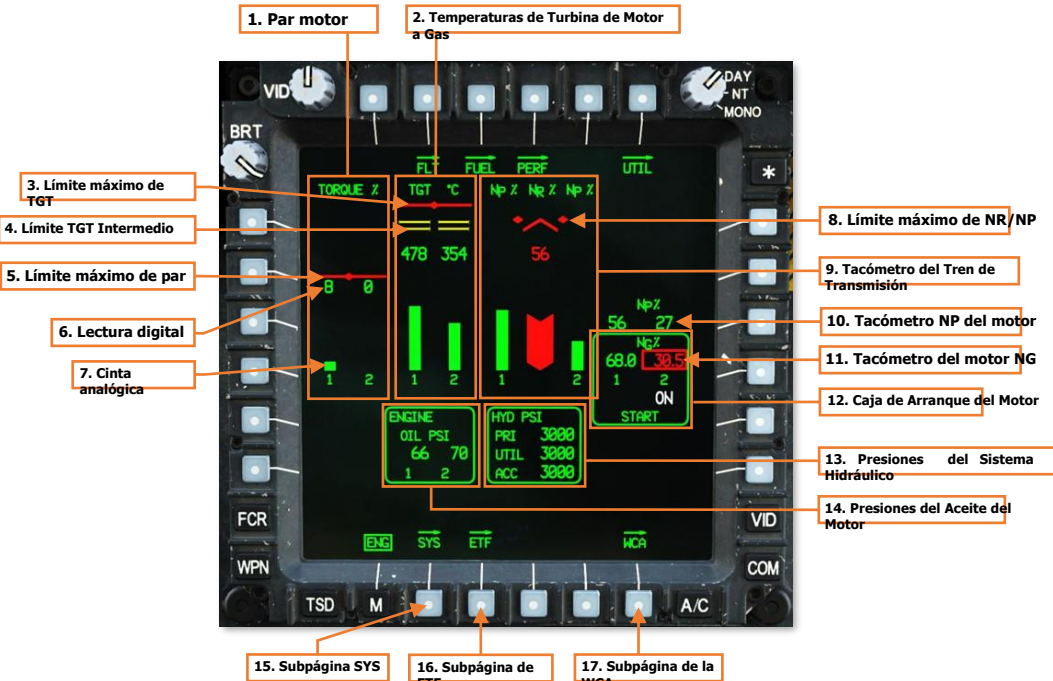 1. Par motor
2. Temperaturas de Turbina de Motor
a Gas
VID
DAY
NT
MONO
BRT
FLT FUEL PERF UTIL
*
TORQUE % TGT °C NP % NR % NP %
3. Límite máximo de
TGT
4. Límite TGT Intermedio
5. Límite máximo de par
6. Lectura digital
7. Cinta
analógica
478 354
56
8 0
8. Límite máximo de NR/NP
9. Tacómetro del Tren de
Transmisión
10. Tacómetro NP del motor
11. Tacómetro del motor NG
12. Caja de Arranque del Motor
NP%
56 27
NG%
68.0 30.5
1 2
ON
START
1 2 1 2 1 2
ENGINE
OIL PSI
66 70
1 2
HYD PSI
PRI 3000
UTIL 3000
ACC 3000
13. Presiones del Sistema
Hidráulico
14. Presiones del Aceite del
Motor
FCR
VID
ENG SYS ETF WCA
WPN
COM
TSD M A/C
15. Subpágina SYS
16. Subpágina de
ETF
17. Subpágina de la
WCA